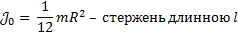 𝒥₀ = 1/12 mR² – стержень длинною l